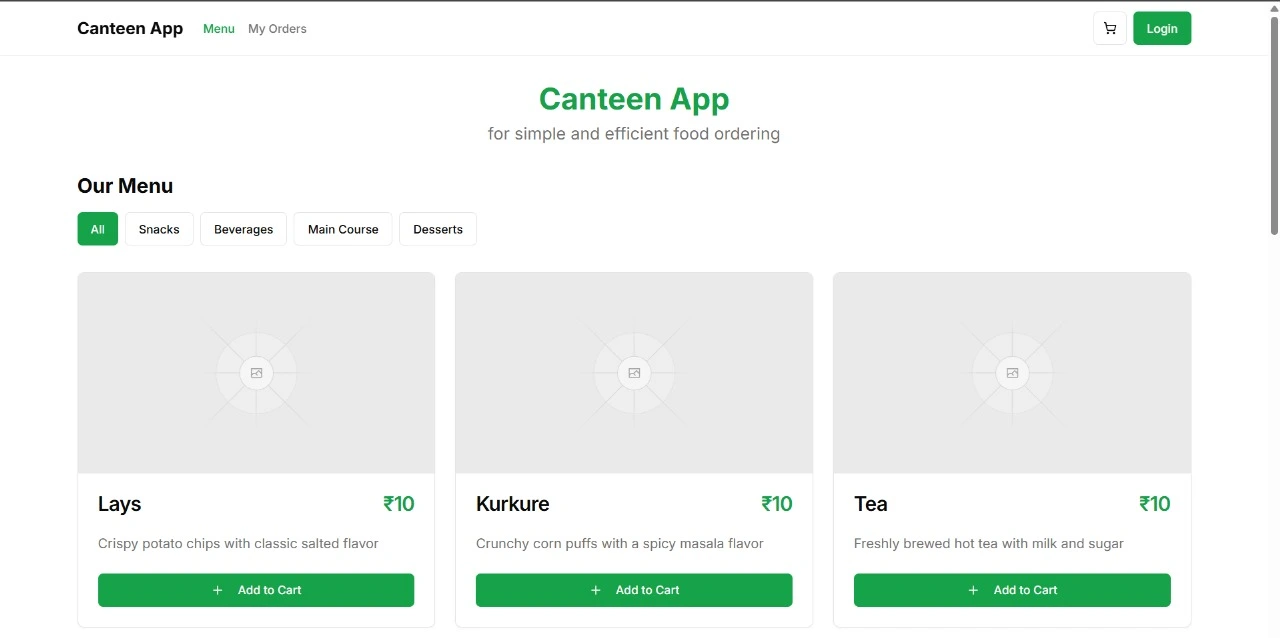 Canteen App Menu My Orders Login
Canteen App
for simple and efficient food ordering
Our Menu
All Snacks Beverages Main Course Desserts
Lays ₹10
Crispy potato chips with classic salted flavor
+ Add to Cart
Kurkure ₹10
Crunchy corn puffs with a spicy masala flavor
+ Add to Cart
Tea ₹10
Freshly brewed hot tea with milk and sugar
+ Add to Cart